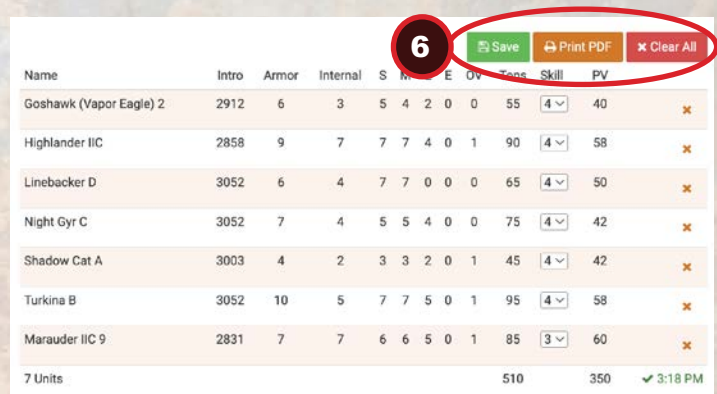 6 Save Print PDF Clear All
Name Intro Armor Internal S M E OV Tons Skill PV
Goshawk (Vapor Eagle) 2 2912 6 3 5 4 2 0 0 55 4 40
Highlander IIC 2858 9 7 7 7 4 0 1 90 4 58
Linebacker D 3052 6 4 7 7 0 0 0 65 4 50
Night Gyr C 3052 7 4 5 5 4 0 0 75 4 42
Shadow Cat A 3003 4 2 3 3 2 0 1 45 4 42
Turkina B 3052 10 5 7 7 5 0 1 95 4 58
Marauder IIC 9 2831 7 7 6 6 5 0 1 85 3 60
7 Units 510 350 3:18 PM